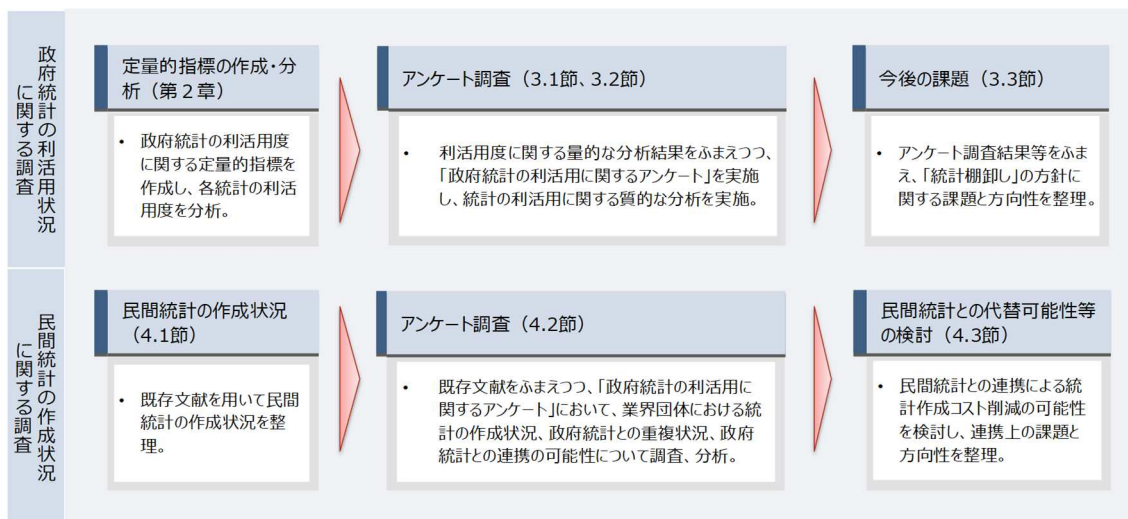 政府統計の利活用状況
に関する調査
定量的指標の作成・分
析（第２章）
• 政府統計の利活用度
に関する定量的指標を
作成し、各統計の利活
用度を分析。
アンケート調査（3.1節、3.2節）
• 利活用度に関する量的な分析結果をふまえつつ、
「政府統計の利活用に関するアンケート」を実施
し、統計の利活用に関する質的な分析を実施。
今後の課題（3.3節）
• アンケート調査結果等をふま
え、「統計棚卸し」の方針に
関する課題と方向性を整理。
民間統計の作成状況
に関する調査
民間統計の作成状況
（4.1節）
• 既存文献を用いて民間
統計の作成状況を整
理。
アンケート調査（4.2節）
• 既存文献をふまえつつ、「政府統計の利活用に
関するアンケート」において、業界団体における統
計の作成状況、政府統計との重複状況、政府
統計との連携の可能性について調査、分析。
民間統計との代替可能性等
の検討（4.3節）
• 民間統計との連携による統
計作成コスト削減の可能性
を検討し、連携上の課題と
方向性を整理。